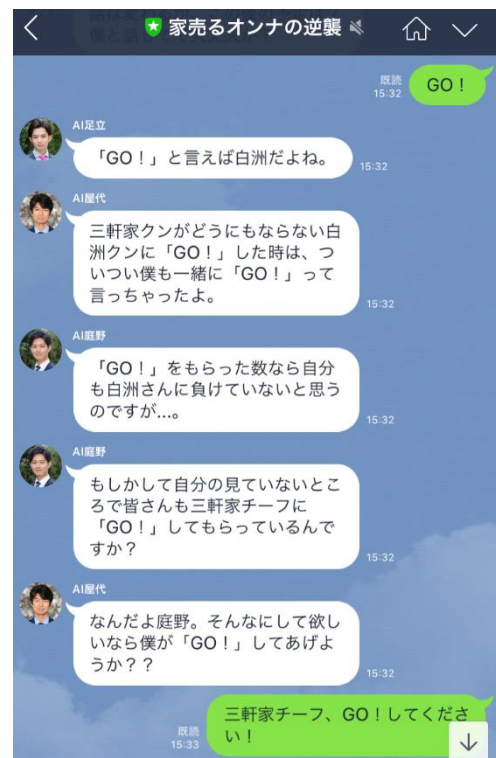 家売るオンナの逆襲
GO！
既読
15:32
AI足立
「GO！」と言えば白洲だよね。
15:32
AI屋代
三軒家クンがどうにもならない白
洲クンに「GO！」した時は、つ
いつい僕も一緒に「GO！」って
言っちゃったよ。
15:32
AI庭野
「GO！」をもらった数なら自分
も白洲さんに負けていないと思う
のですが...。
15:32
AI庭野
もしかして自分の見ていないとこ
ろで皆さんも三軒家チーフに
「GO！」してもらっているんで
すか？
15:32
AI屋代
なんだよ庭野。そんなにして欲し
いなら僕が「GO！」してあげよ
うか？？
15:32
三軒家チーフ、GO！してくださ
い！
既読
15:33